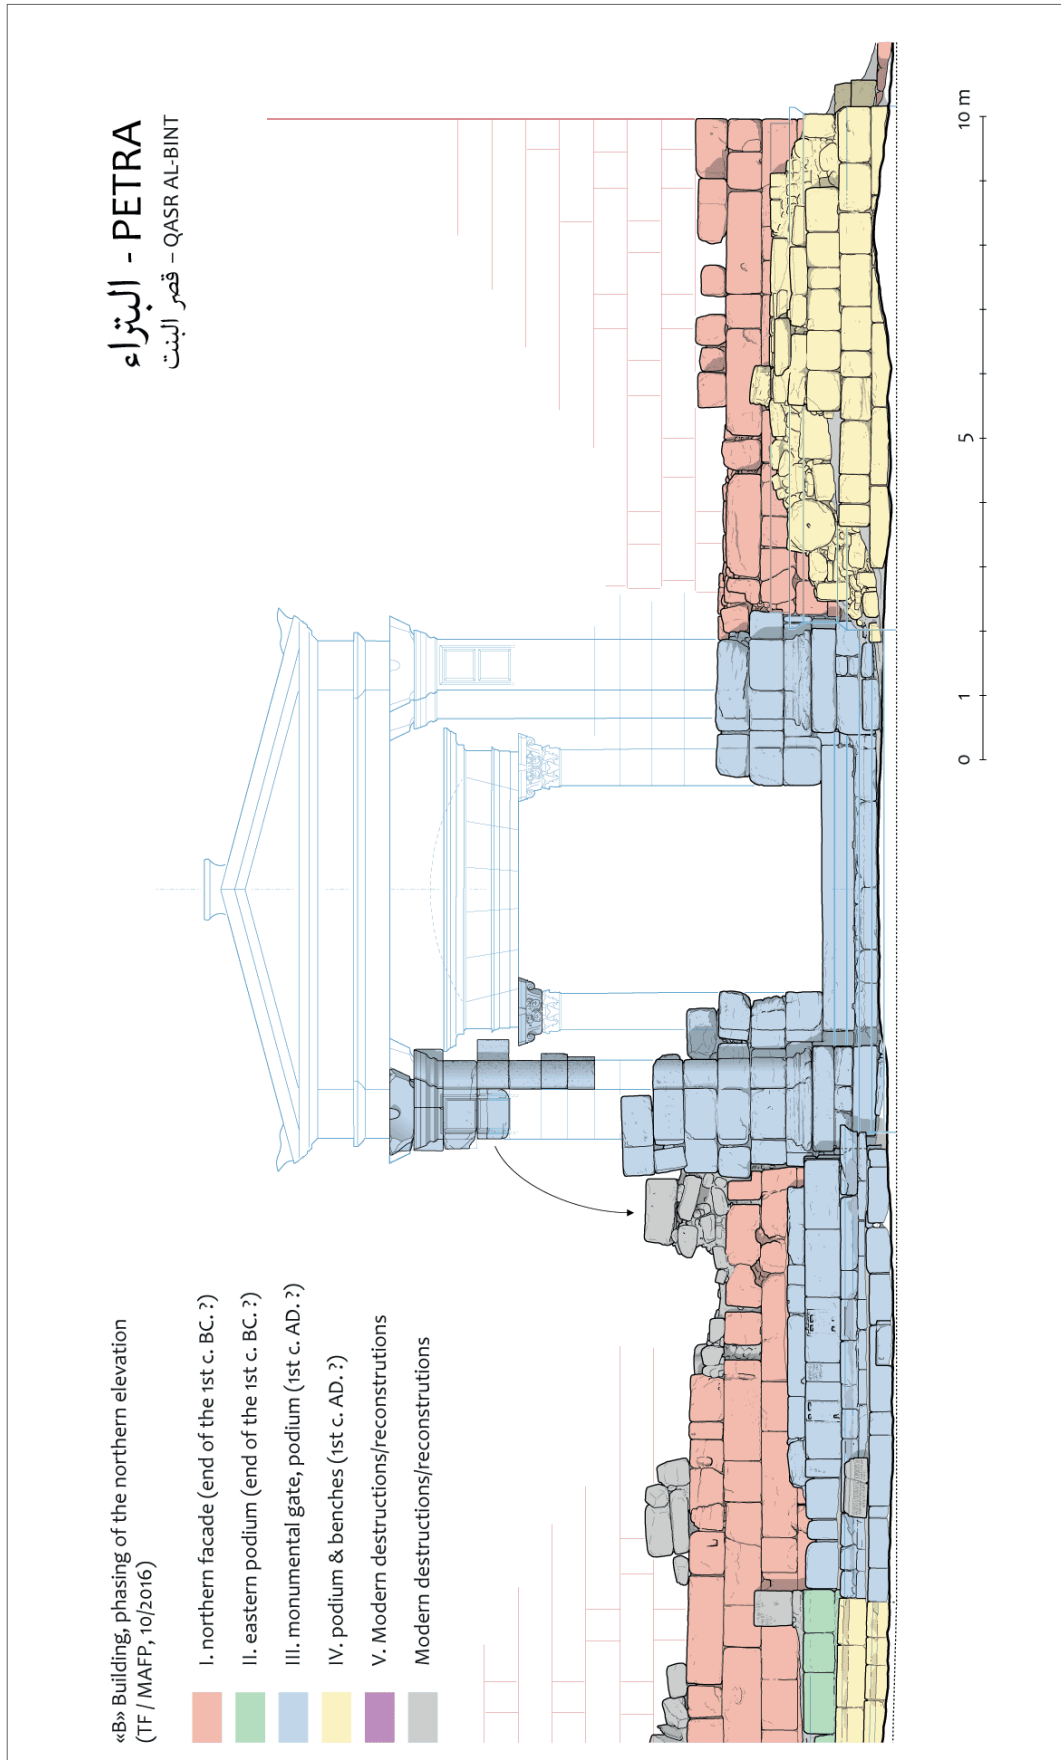 البتراء - PETRA
قصر البنت – QASR AL-BINT
«B» Building, phasing of the northern elevation
(TF / MAFP, 10/2016)
I. northern facade (end of the 1st c. BC. ?)
II. eastern podium (end of the 1st c. BC. ?)
III. monumental gate, podium (1st c. AD. ?)
IV. podium & benches (1st c. AD. ?)
V. Modern destructions/reconstrutions
Modern destructions/reconstrutions
0
1
5
10 m